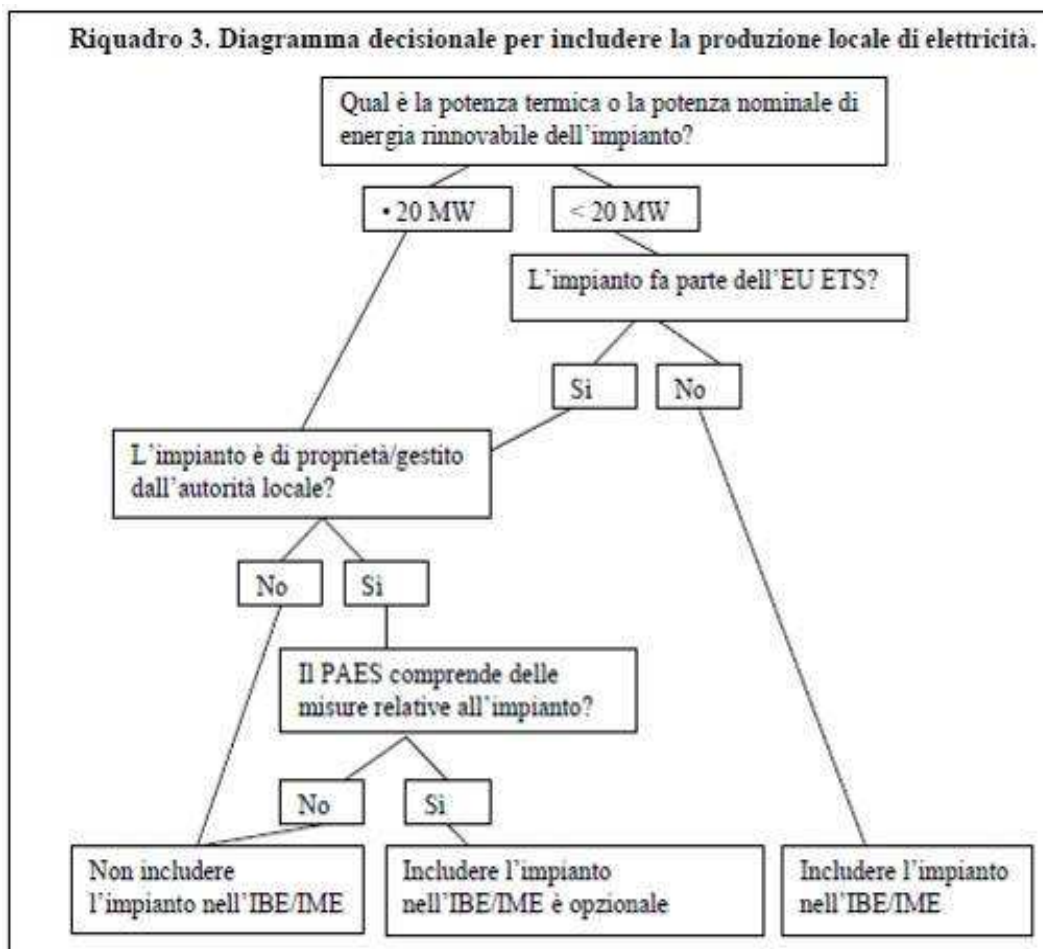 Riquadro 3. Diagramma decisionale per includere la produzione locale di elettricità.
Qual è la potenza termica o la potenza nominale di
energia rinnovabile dell'impianto?
• 20 MW
< 20 MW
L'impianto fa parte dell'EU ETS?
Sì
No
L'impianto è di proprietà/gestito
dall'autorità locale?
No
Sì
Il PAES comprende delle
misure relative all'impianto?
No
Sì
Non includere
l'impianto nell'IBE/IME
Includere l'impianto
nell'IBE/IME è opzionale
Includere l'impianto
nell'IBE/IME